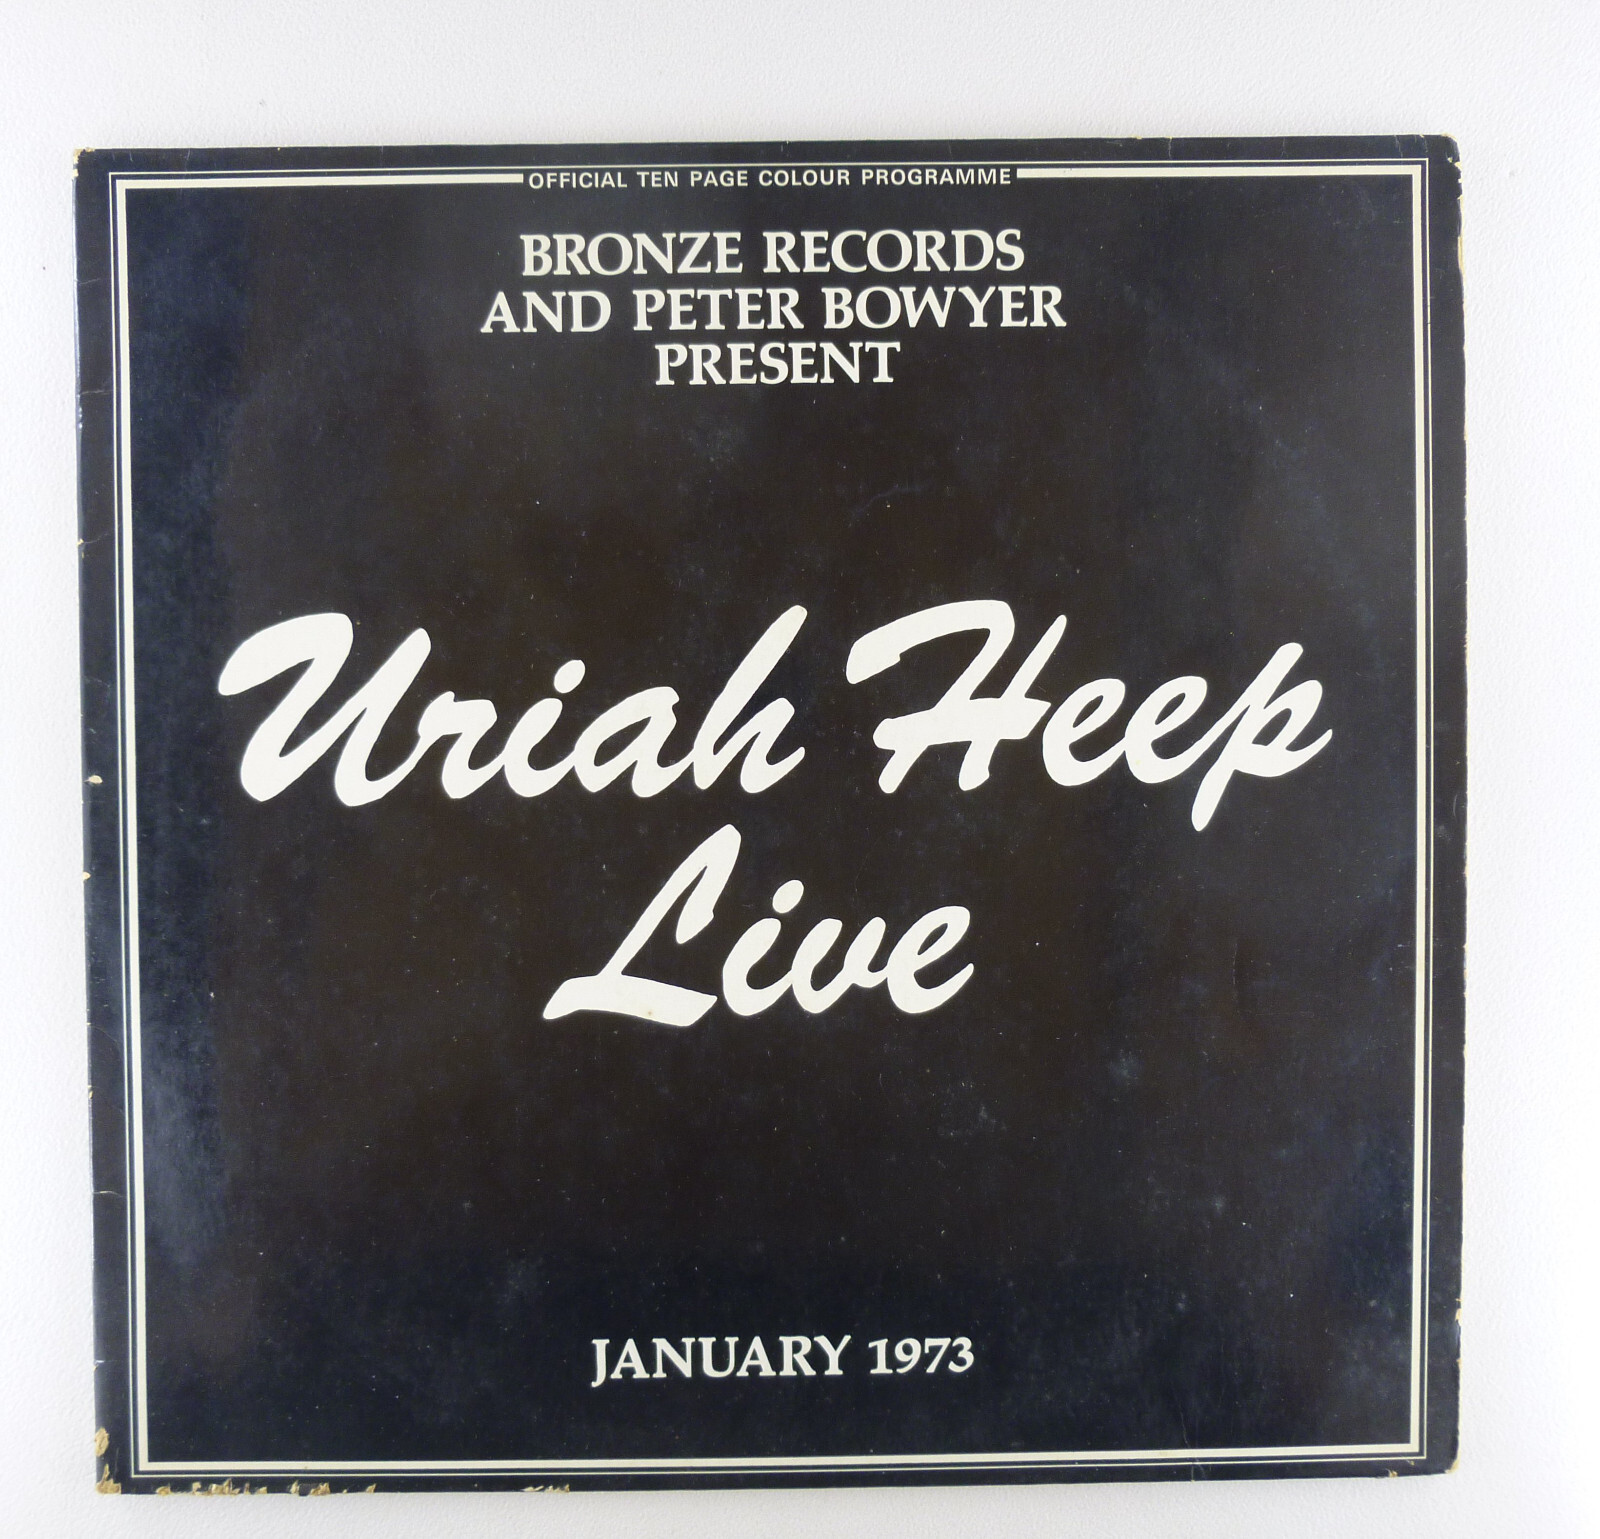 OFFICIAL TEN PAGE COLOUR PROGRAMME
BRONZE RECORDS
AND PETER BOWYER
PRESENT
Uriah Heep
Live
JANUARY 1973